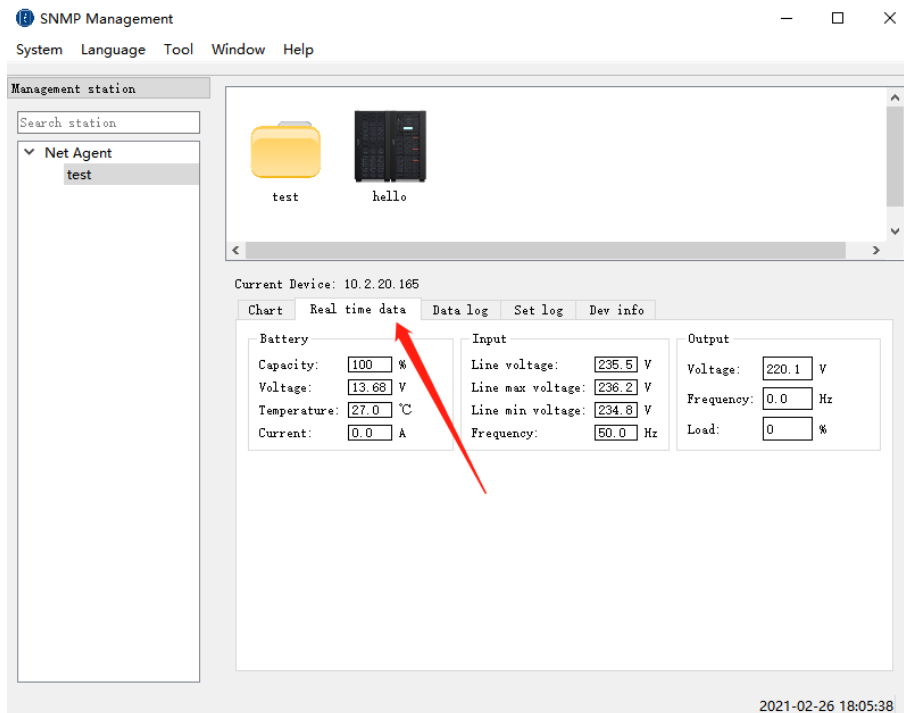 SNMP Management
System Language Tool Window Help
Management station
Search station
Net Agent
test
test hello
Current Device: 10.2.20.165
Chart Real time data Data log Set log Dev info
Battery
Capacity: 100 %
Voltage: 13.68 V
Temperature: 27.0 ℃
Current: 0.0 A
Input
Line voltage: 235.5 V
Line max voltage: 236.2 V
Line min voltage: 234.8 V
Frequency: 50.0 Hz
Output
Voltage: 220.1 V
Frequency: 0.0 Hz
Load: 0 %
2021-02-26 18:05:38